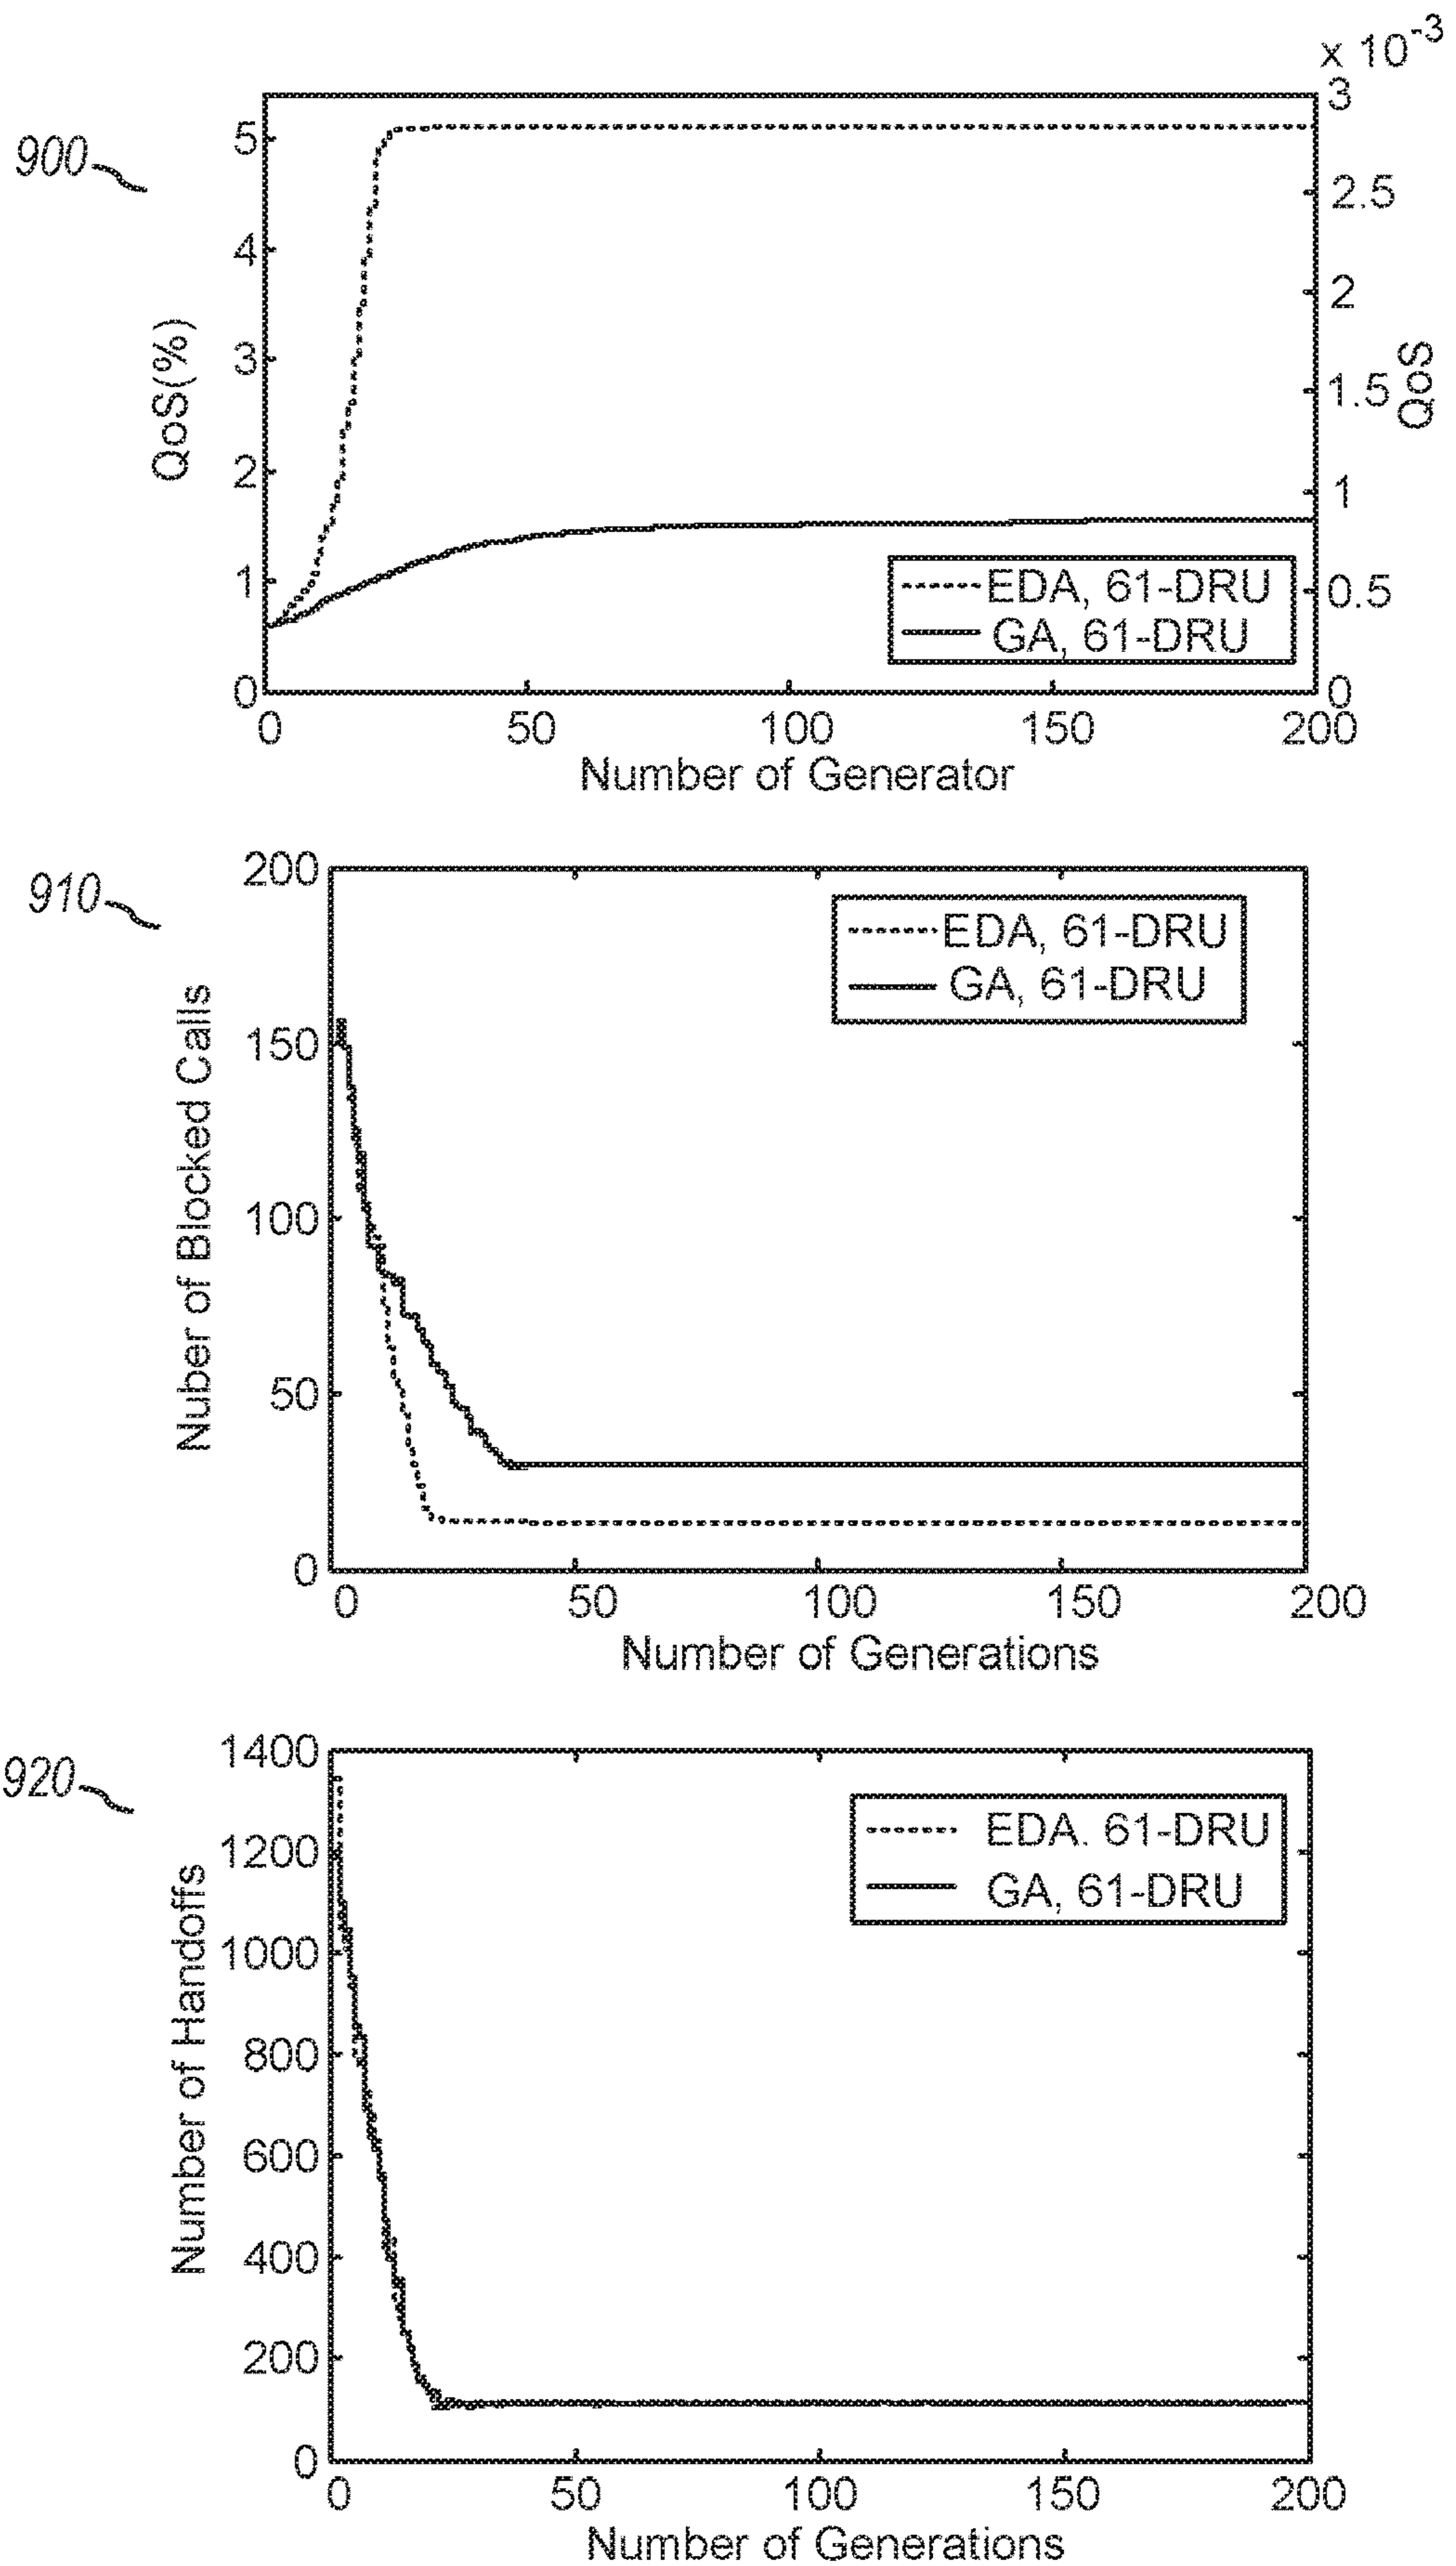 x 10-3
900
QoS(%)
5
4
3
2
1
0
3
2.5
2
1.5
1
0.5
0
QoS
EDA, 61-DRU
GA, 61-DRU
0 50 100 150 200
Number of Generator
910
Nuber of Blocked Calls
200
150
100
50
0
EDA, 61-DRU
GA, 61-DRU
0 50 100 150 200
Number of Generations
920
Number of Handoffs
1400
1200
1000
800
600
400
200
0
EDA. 61-DRU
GA, 61-DRU
0 50 100 150 200
Number of Generations